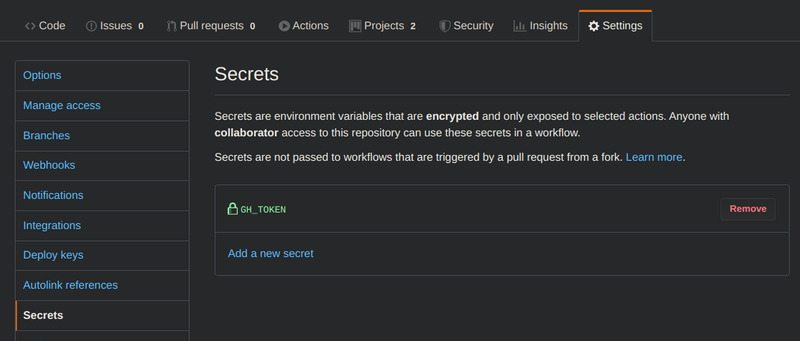 Code Issues 0 Pull requests 0 Actions Projects 2 Security Insights Settings
Options
Manage access
Branches
Webhooks
Notifications
Integrations
Deploy keys
Autolink references
Secrets
Secrets
Secrets are environment variables that are encrypted and only exposed to selected actions. Anyone with
collaborator access to this repository can use these secrets in a workflow.
Secrets are not passed to workflows that are triggered by a pull request from a fork. Learn more.
GH_TOKEN Remove
Add a new secret